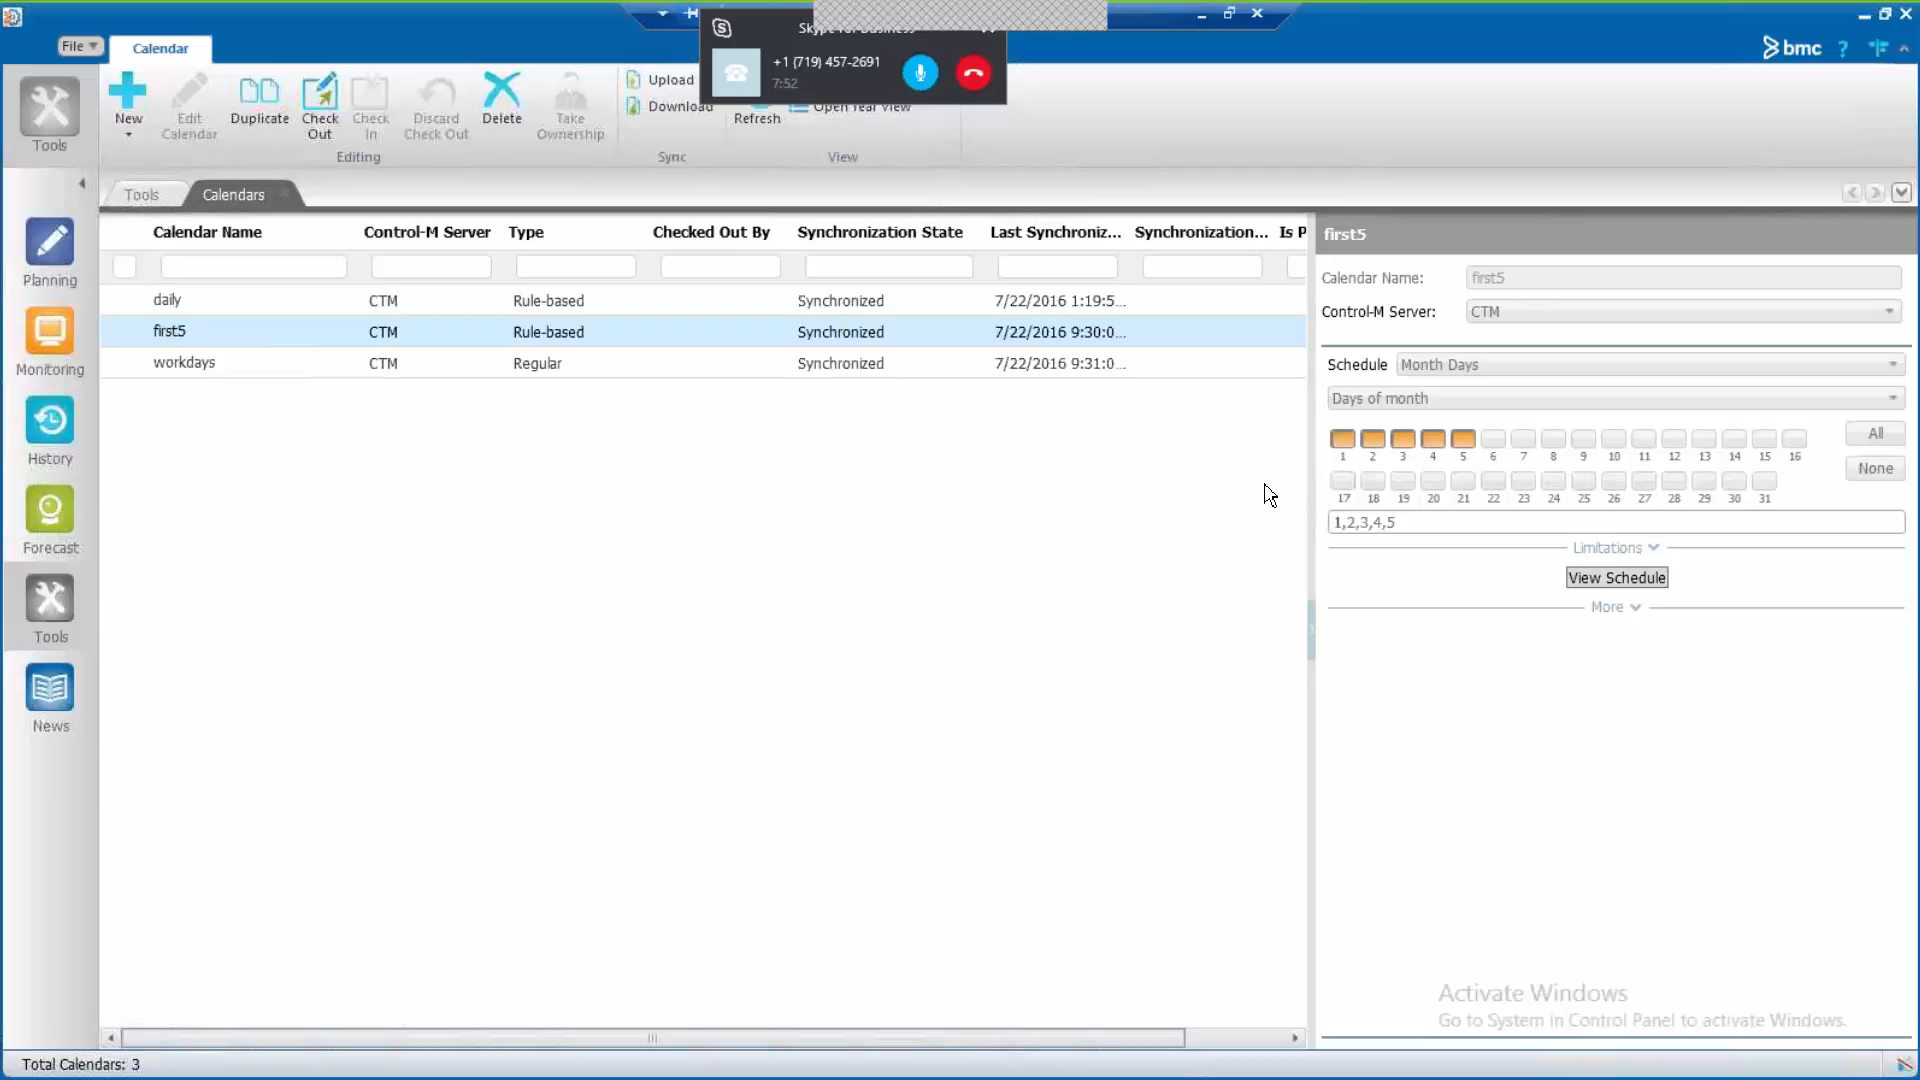 Skype for Business
+1 (719) 457-2691
7:52
File
Calendar
bmc
?
Tools
New
Edit Calendar
Duplicate
Check Out
Check In
Discard Check Out
Delete
Take Ownership
Upload
Download
Refresh
Open Year View
Editing
Sync
View
Tools
Calendars
Planning
Monitoring
History
Forecast
Tools
News
Calendar Name Control-M Server Type Checked Out By Synchronization State Last Synchroniz... Synchronization... Is P
daily CTM Rule-based Synchronized 7/22/2016 1:19:5...
first5 CTM Rule-based Synchronized 7/22/2016 9:30:0...
workdays CTM Regular Synchronized 7/22/2016 9:31:0...
first5
Calendar Name: first5
Control-M Server: CTM
Schedule Month Days
Days of month
1 2 3 4 5 6 7 8 9 10 11 12 13 14 15 16
All
17 18 19 20 21 22 23 24 25 26 27 28 29 30 31
None
1,2,3,4,5
Limitations
View Schedule
More
Activate Windows
Go to System in Control Panel to activate Windows.
Total Calendars: 3